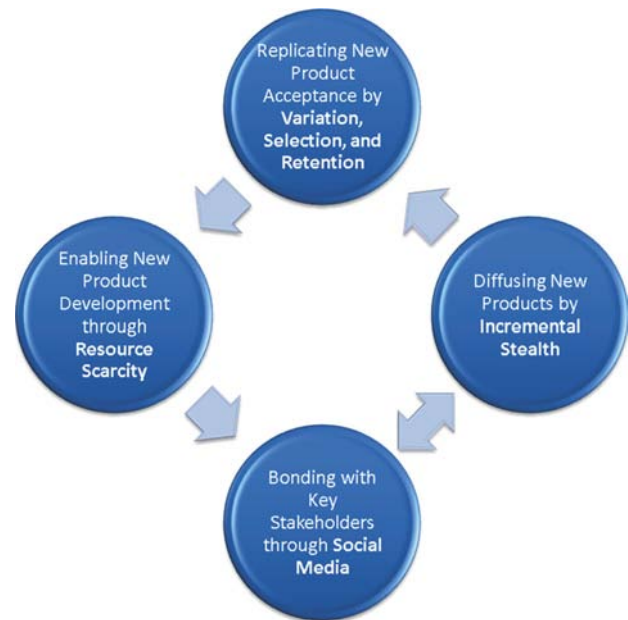 Replicating New
Product
Acceptance by
Variation,
Selection, and
Retention
Enabling New
Product
Development
through
Resource
Scarcity
Diffusing New
Products by
Incremental
Stealth
Bonding with
Key
Stakeholders
through Social
Media